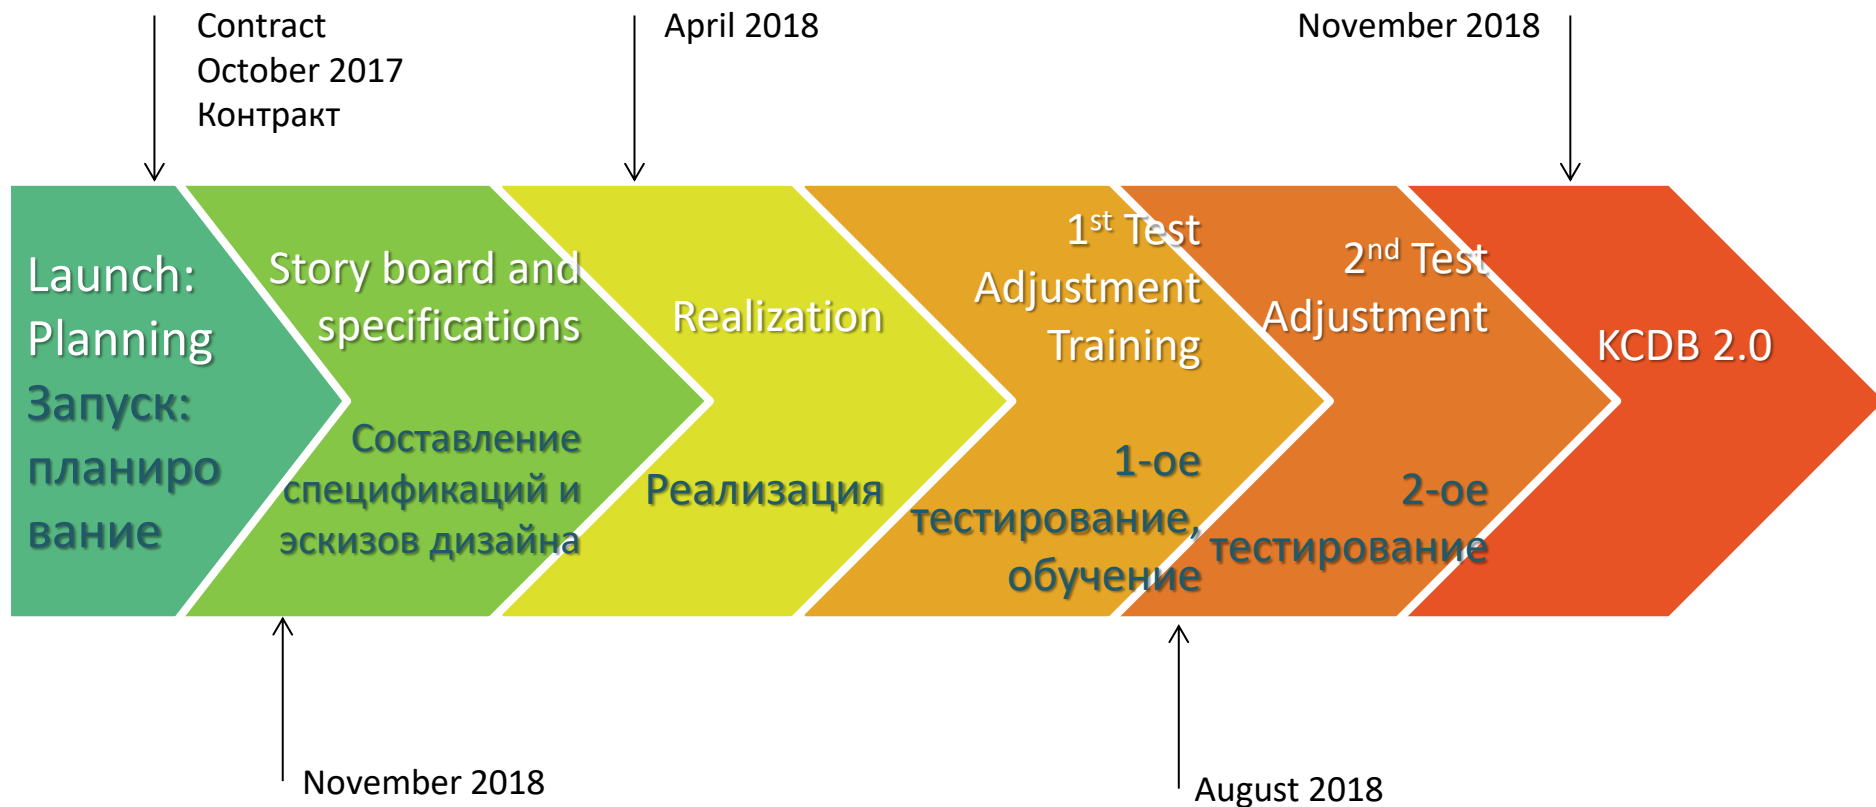 Contract
October 2017
Контракт
April 2018
November 2018
Launch:
Planning
Запуск:
планиро
вание
Story board and
specifications
Составление
спецификаций и
эскизов дизайна
Realization
Реализация
1st Test
Adjustment
Training
1-ое
тестирование,
обучение
2nd Test
Adjustment
2-ое
тестирование
KCDB 2.0
November 2018
August 2018